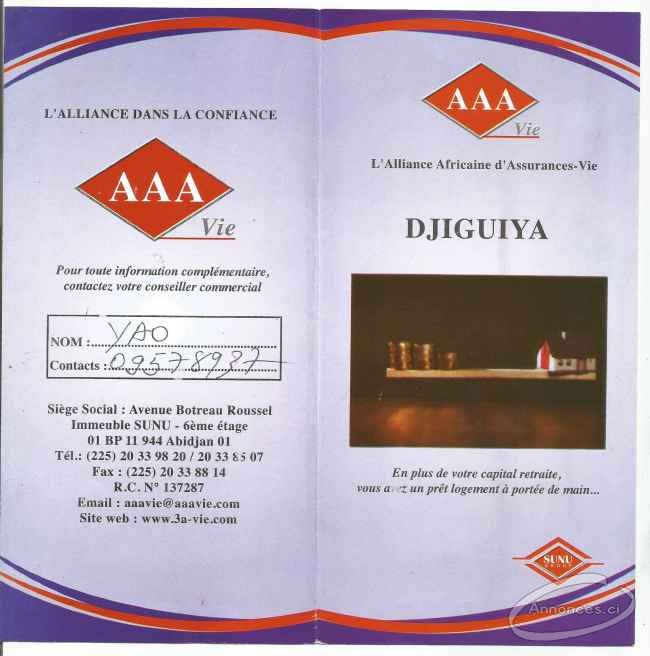 L'ALLIANCE DANS LA CONFIANCE
AAA
Vie
Pour toute information complémentaire,
contactez votre conseiller commercial
NOM : YAO
Contacts : 09578987
Siège Social : Avenue Botreau Roussel
Immeuble SUNU - 6ème étage
01 BP 11 944 Abidjan 01
Tél.: (225) 20 33 98 20 / 20 33 85 07
Fax : (225) 20 33 88 14
R.C. N° 137287
Email : aaavie@aaavie.com
Site web : www.3a-vie.com
AAA
Vie
L'Alliance Africaine d'Assurances-Vie
DJIGUIYA
En plus de votre capital retraite,
vous avez un prêt logement à portée de main...
SUNU
GROUP
Annonces.ci